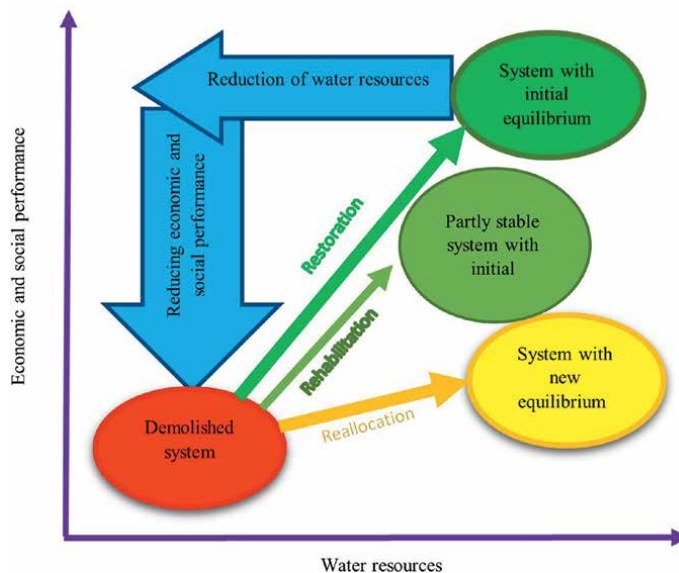 Economic and social performance
Reduction of water resources
System with
initial
equilibrium
Reducing economic and
social performance
Restoration
Partly stable
system with
initial
Rehabilitation
System with
new
equilibrium
Demolished
system
Reallocation
Water resources